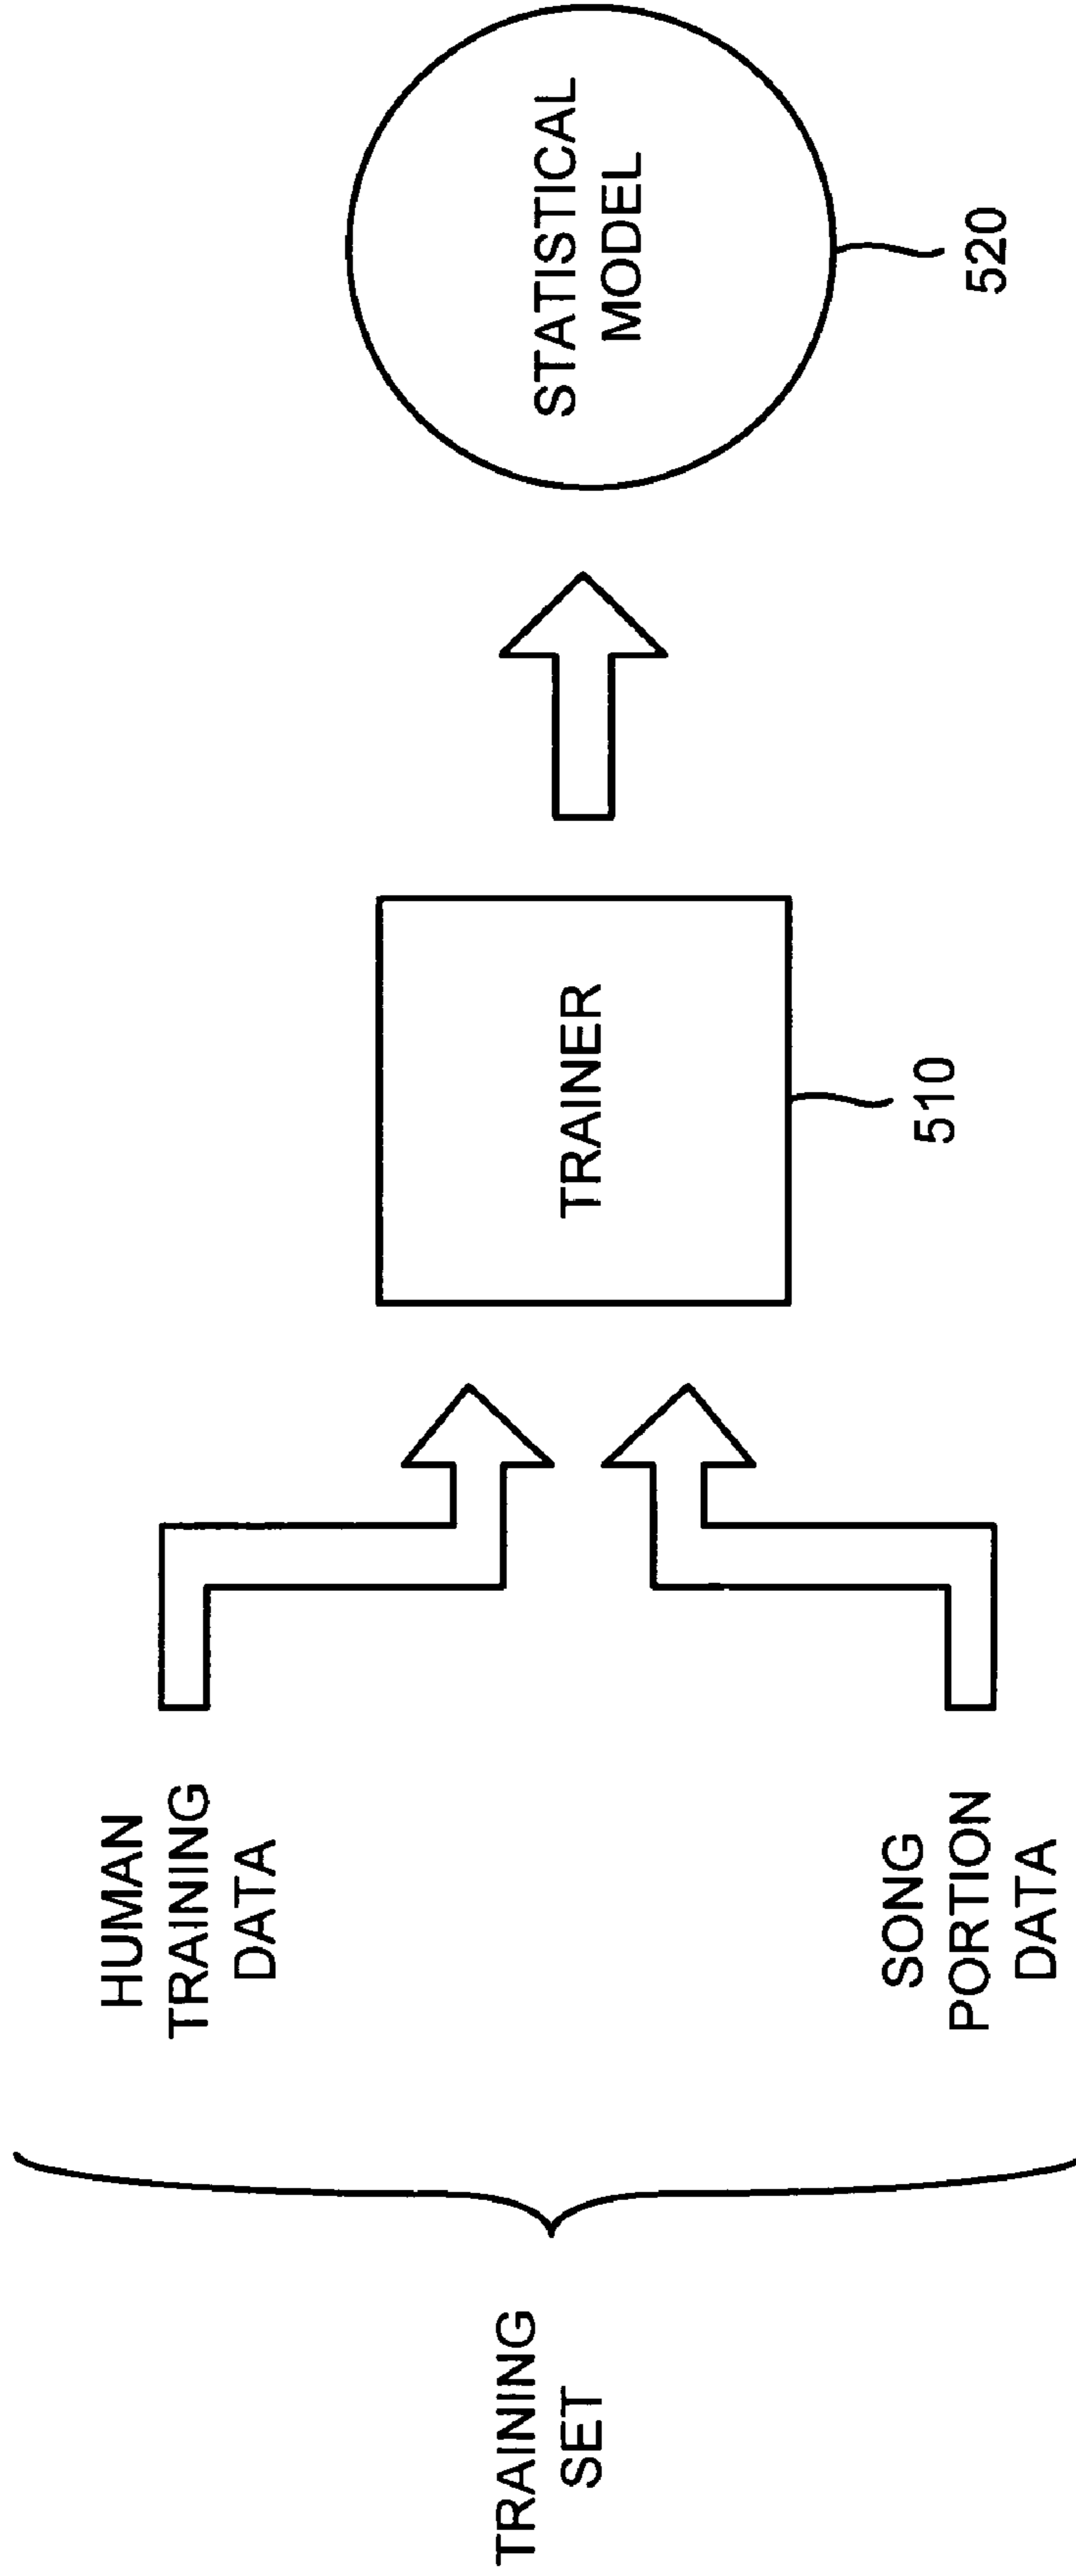 TRAINING
SET
HUMAN
TRAINING
DATA
SONG
PORTION
DATA
TRAINER
510
STATISTICAL
MODEL
520